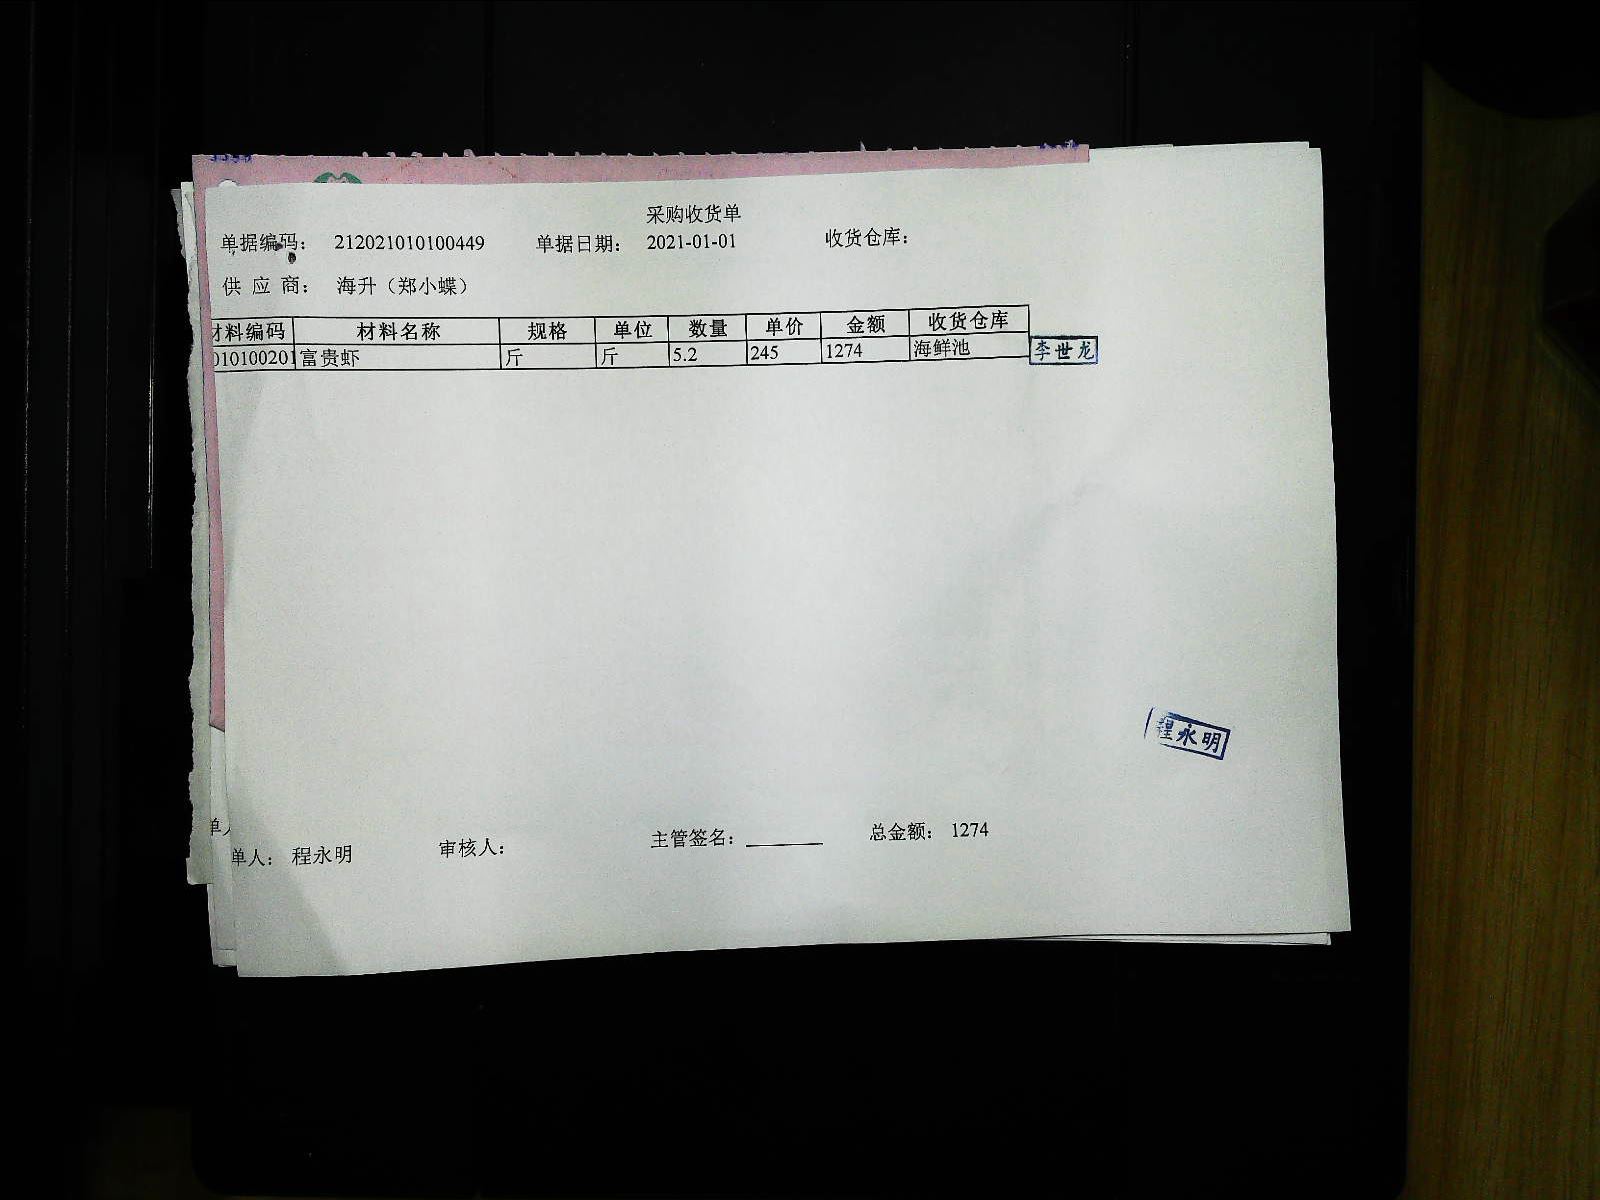 采购收货单
单据编码： 212021010100449 单据日期： 2021-01-01 收货仓库：
供 应 商： 海升（郑小蝶）
材料编码 材料名称 规格 单位 数量 单价 金额 收货仓库
010100201 富贵虾 斤 斤 5.2 245 1274 海鲜池 李世龙
程永明
单人： 程永明 审核人： 主管签名： 总金额： 1274